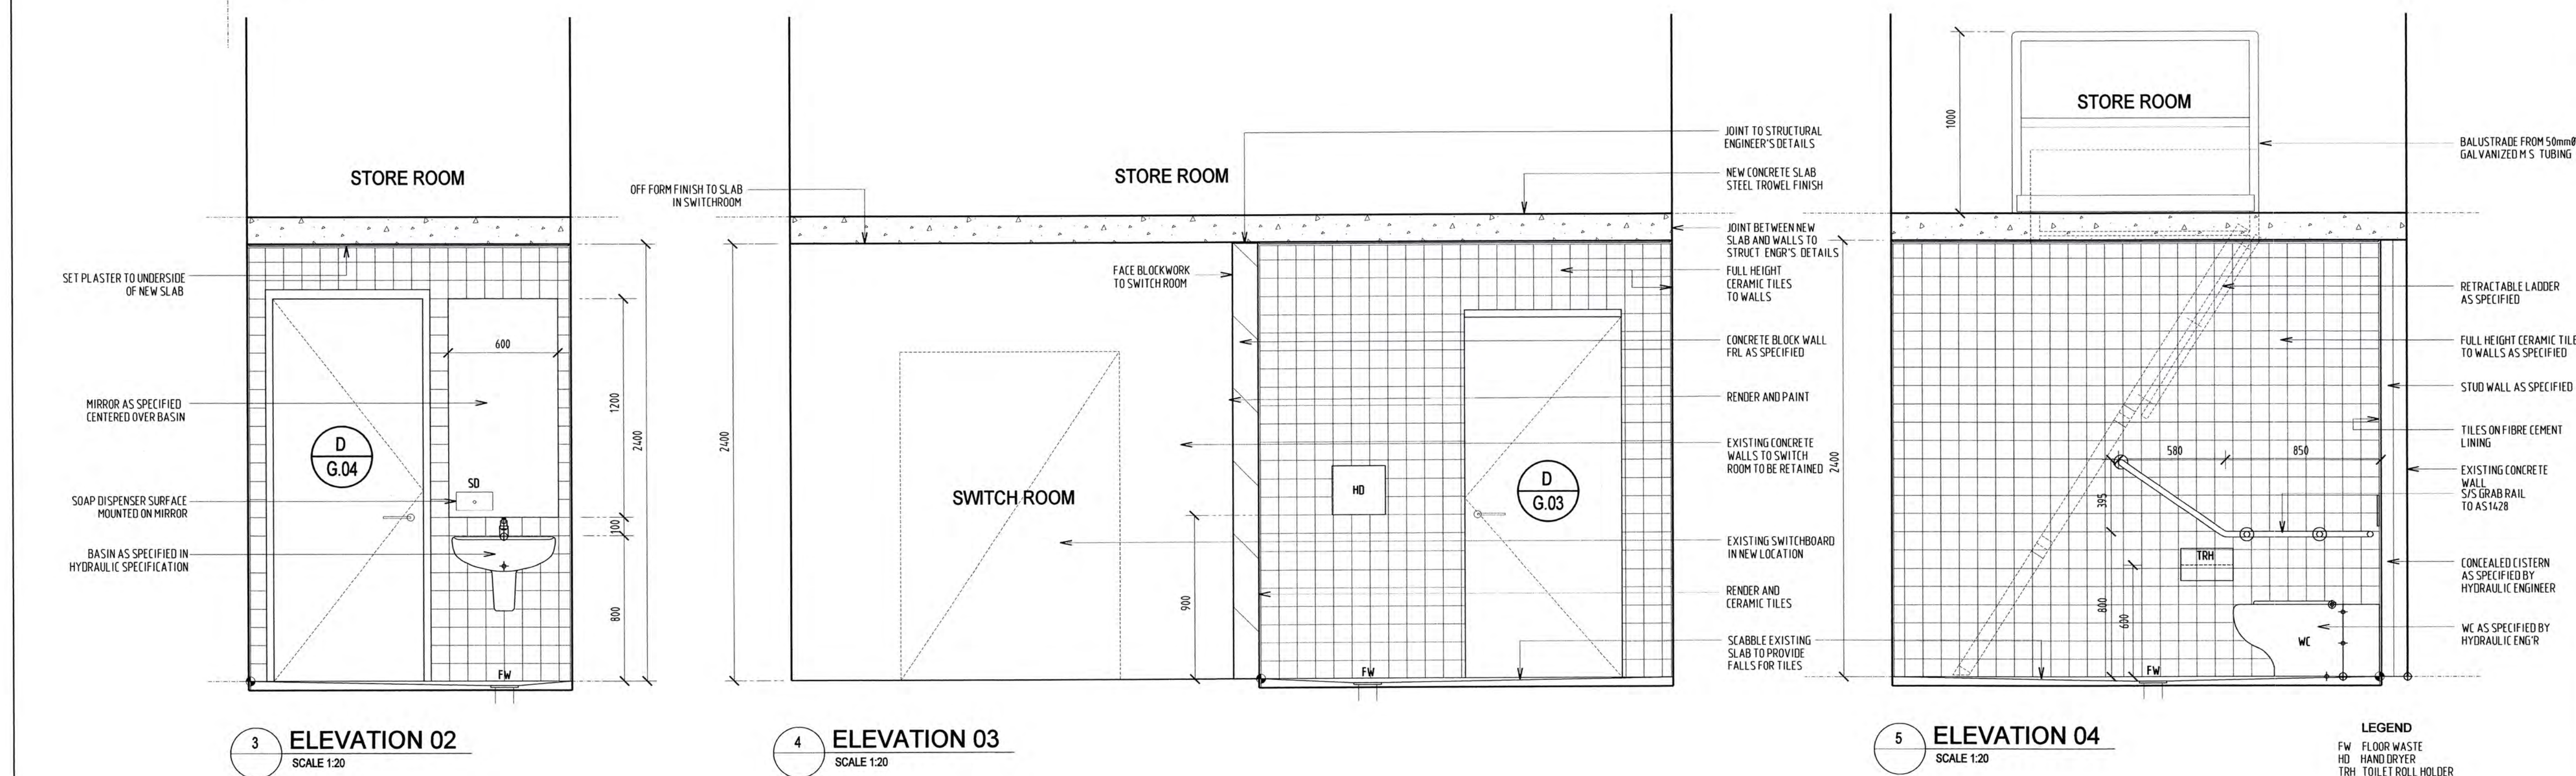 STORE ROOM
SET PLASTER TO UNDERSIDE
OF NEW SLAB
MIRROR AS SPECIFIED
CENTERED OVER BASIN
SOAP DISPENSER SURFACE
MOUNTED ON MIRROR
BASIN AS SPECIFIED IN
HYDRAULIC SPECIFICATION
600
D
G.04
SD
FW
1200
100
800
2400
3
ELEVATION 02
SCALE 1:20
STORE ROOM
OFF FORM FINISH TO SLAB
IN SWITCHROOM
2400
FACE BLOCKWORK
TO SWITCH ROOM
SWITCH ROOM
900
HD
D
G.03
FW
JOINT TO STRUCTURAL
ENGINEER'S DETAILS
NEW CONCRETE SLAB
STEEL TROWEL FINISH
JOINT BETWEEN NEW
SLAB AND WALLS TO
STRUCT ENGR'S DETAILS
FULL HEIGHT
CERAMIC TILES
TO WALLS
CONCRETE BLOCK WALL
FRL AS SPECIFIED
RENDER AND PAINT
EXISTING CONCRETE
WALLS TO SWITCH
ROOM TO BE RETAINED
EXISTING SWITCHBOARD
IN NEW LOCATION
RENDER AND
CERAMIC TILES
SCABBLE EXISTING
SLAB TO PROVIDE
FALLS FOR TILES
4
ELEVATION 03
SCALE 1:20
1000
STORE ROOM
2400
580
850
395
800
600
TRH
WC
FW
BALUSTRADE FROM 50mmØ
GALVANIZED M S TUBING
RETRACTABLE LADDER
AS SPECIFIED
FULL HEIGHT CERAMIC TILE
TO WALLS AS SPECIFIED
STUD WALL AS SPECIFIED
TILES ON FIBRE CEMENT
LINING
EXISTING CONCRETE
WALL
S/S GRAB RAIL
TO AS1428
CONCEALED CISTERN
AS SPECIFIED BY
HYDRAULIC ENGINEER
WC AS SPECIFIED BY
HYDRAULIC ENG'R
5
ELEVATION 04
SCALE 1:20
LEGEND
FW FLOOR WASTE
HD HAND DRYER
TRH TOILET ROLL HOLDER